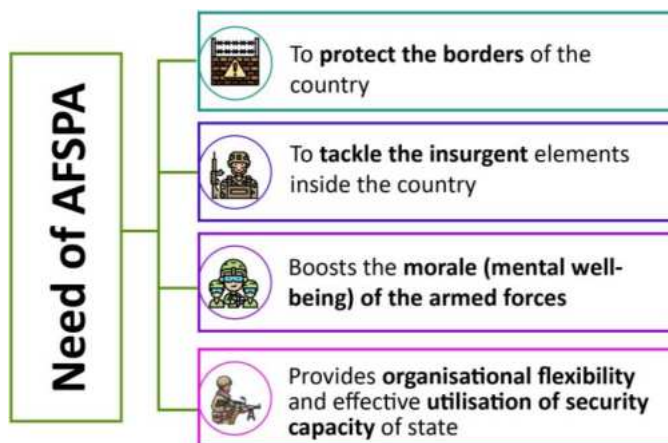 Need of AFSPA
To protect the borders of the
country
To tackle the insurgent elements
inside the country
Boosts the morale (mental well-
being) of the armed forces
Provides organisational flexibility
and effective utilisation of security
capacity of state